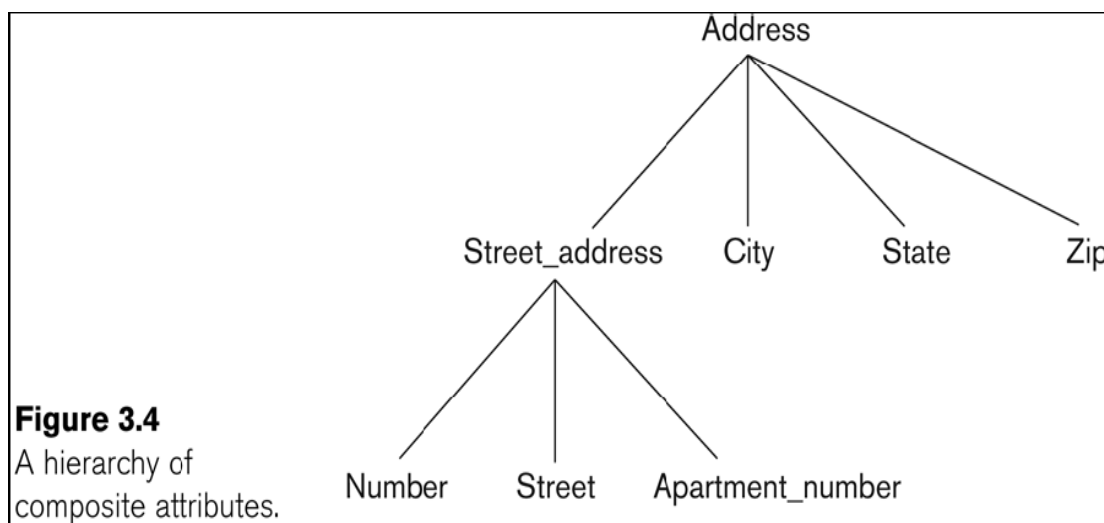 Address
Street_address City State Zip
Number Street Apartment_number
Figure 3.4
A hierarchy of
composite attributes.